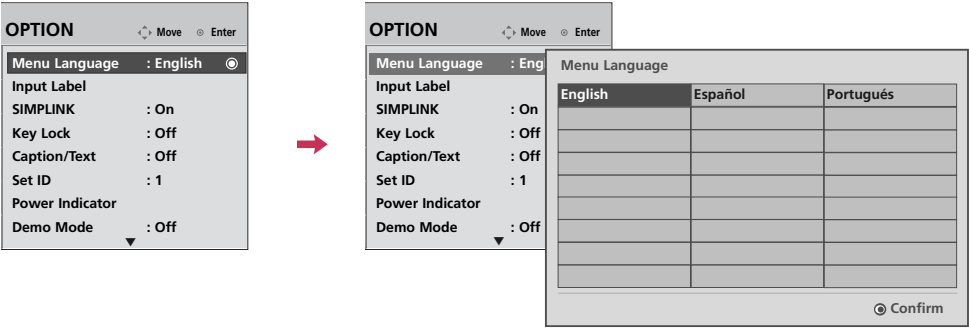 OPTION Move Enter
Menu Language : English
Input Label
SIMPLINK : On
Key Lock : Off
Caption/Text : Off
Set ID : 1
Power Indicator
Demo Mode : Off
OPTION Move Enter
Menu Language : Eng
Input Label
SIMPLINK : On
Key Lock : Off
Caption/Text : Off
Set ID : 1
Power Indicator
Demo Mode : Off
Menu Language
English Español Portugués
Confirm